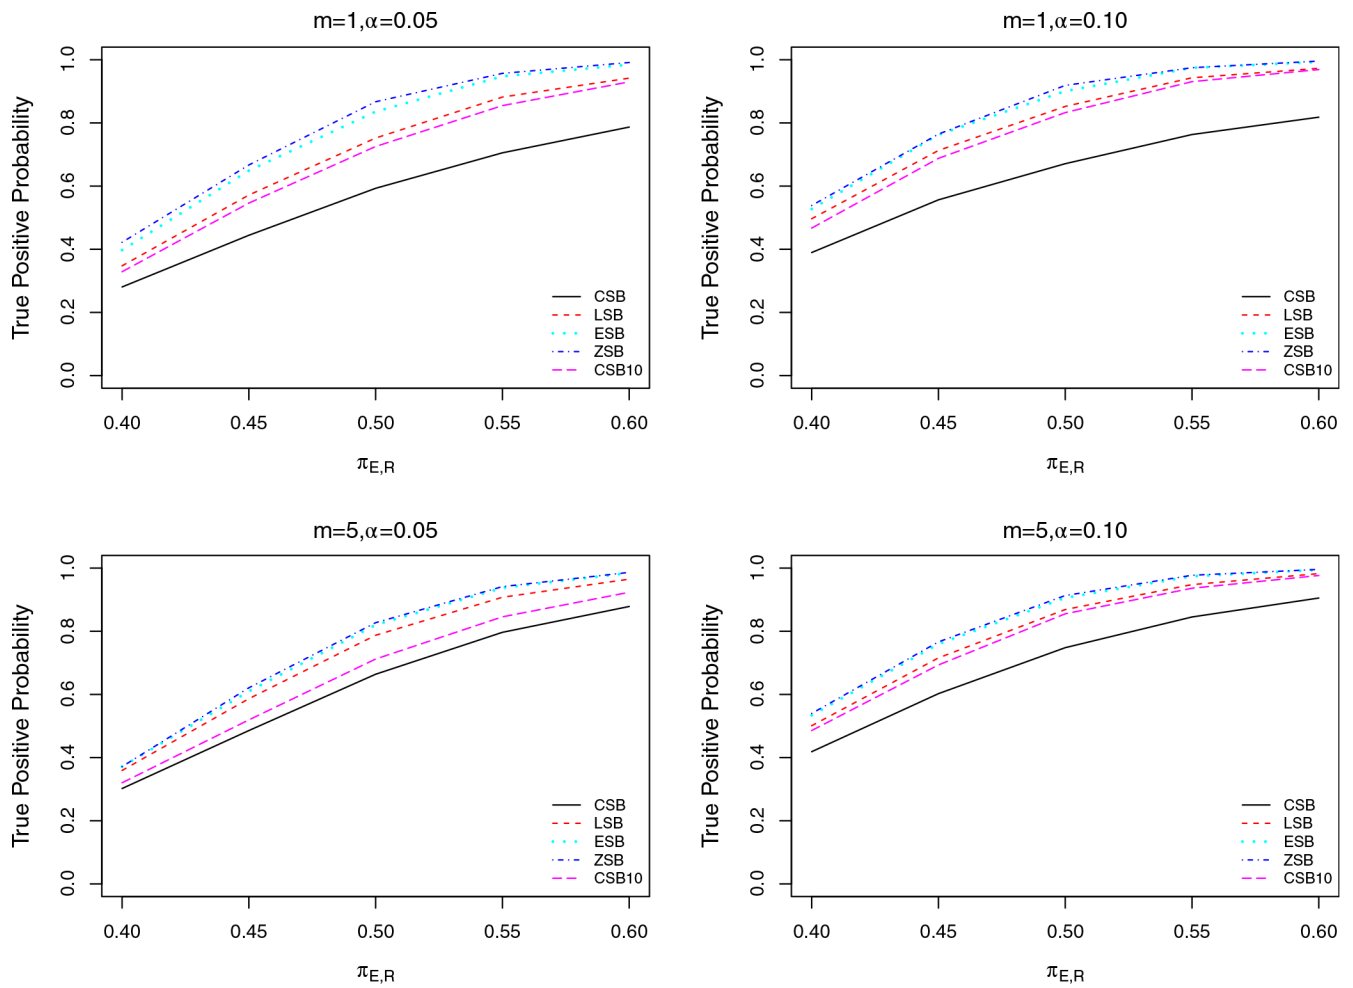 m=1,α=0.05
True Positive Probability
1.0
0.8
0.6
0.4
0.2
0.0
CSB
LSB
ESB
ZSB
CSB10
0.40 0.45 0.50 0.55 0.60
πE,R
m=1,α=0.10
True Positive Probability
1.0
0.8
0.6
0.4
0.2
0.0
CSB
LSB
ESB
ZSB
CSB10
0.40 0.45 0.50 0.55 0.60
πE,R
m=5,α=0.05
True Positive Probability
1.0
0.8
0.6
0.4
0.2
0.0
CSB
LSB
ESB
ZSB
CSB10
0.40 0.45 0.50 0.55 0.60
πE,R
m=5,α=0.10
True Positive Probability
1.0
0.8
0.6
0.4
0.2
0.0
CSB
LSB
ESB
ZSB
CSB10
0.40 0.45 0.50 0.55 0.60
πE,R